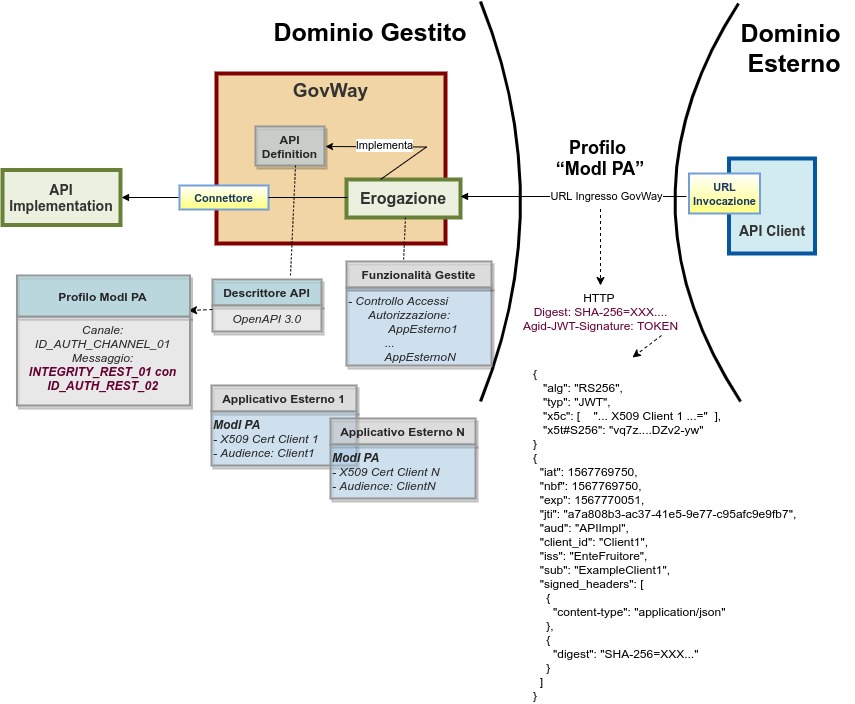 Dominio Gestito
Dominio
Esterno
GovWay
API
Definition
Implementa
Profilo
“ModI PA”
API
Implementation
Connettore
Erogazione
URL Ingresso GovWay
URL
Invocazione
API Client
Profilo ModI PA
Canale:
ID_AUTH_CHANNEL_01
Messaggio:
INTEGRITY_REST_01 con
ID_AUTH_REST_02
Descrittore API
OpenAPI 3.0
Funzionalità Gestite
- Controllo Accessi
Autorizzazione:
AppEsterno1
...
AppEsternoN
Applicativo Esterno 1
ModI PA
- X509 Cert Client 1
- Audience: Client1
Applicativo Esterno N
ModI PA
- X509 Cert Client N
- Audience: ClientN
HTTP
Digest: SHA-256=XXX....
Agid-JWT-Signature: TOKEN
{
"alg": "RS256",
"typ": "JWT",
"x5c": [ "... X509 Client 1 ...=" ],
"x5t#S256": "vq7z....DZv2-yw"
}
{
"iat": 1567769750,
"nbf": 1567769750,
"exp": 1567770051,
"jti": "a7a808b3-ac37-41e5-9e77-c95afc9e9fb7",
"aud": "APIImpl",
"client_id": "Client1",
"iss": "EnteFruitore",
"sub": "ExampleClient1",
"signed_headers": [
{
"content-type": "application/json"
},
{
"digest": "SHA-256=XXX..."
}
]
}